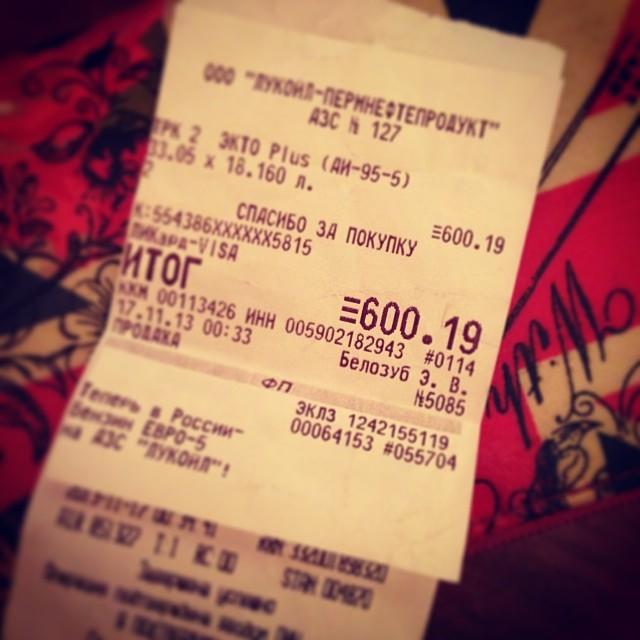 ООО "ЛУКОЙЛ-ПЕРМНЕФТЕПРОДУКТ"
АЗС N 127
ТРК 2 ЭКТО Plus (АИ-95-5)
33.05 x 18.160 л.
2
≡600.19
СПАСИБО ЗА ПОКУПКУ
К:554386XXXXXX5815
ПИКард-VISA
ИТОГ ≡600.19
ККМ 00113426 ИНН 005902182943 #0114
17.11.13 00:33 Белозуб З. В.
ПРОДАЖА №5085
ФП
ЭКЛЗ 1242155119
00064153 #055704
Теперь в России-
бензин ЕВРО-5
на АЗС "ЛУКОЙЛ"!